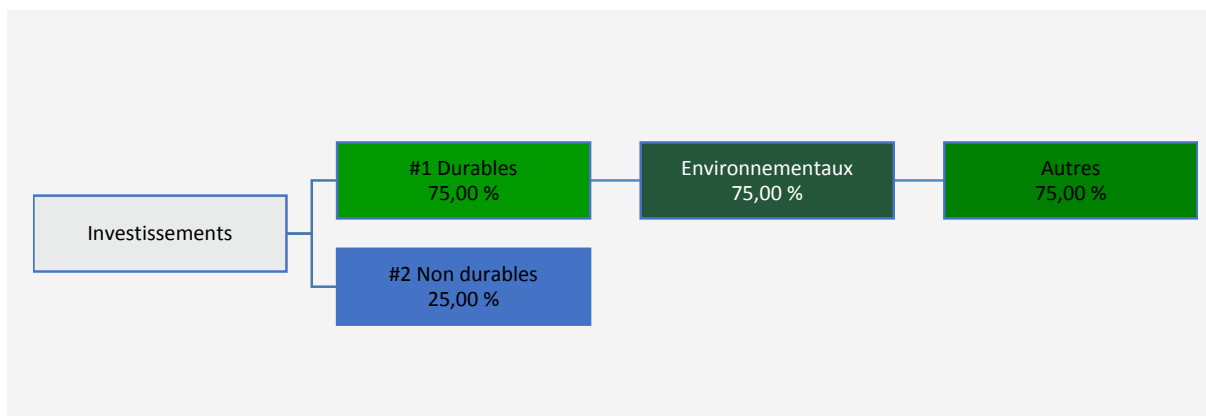 Investissements
#1 Durables
75,00 %
#2 Non durables
25,00 %
Environnementaux
75,00 %
Autres
75,00 %